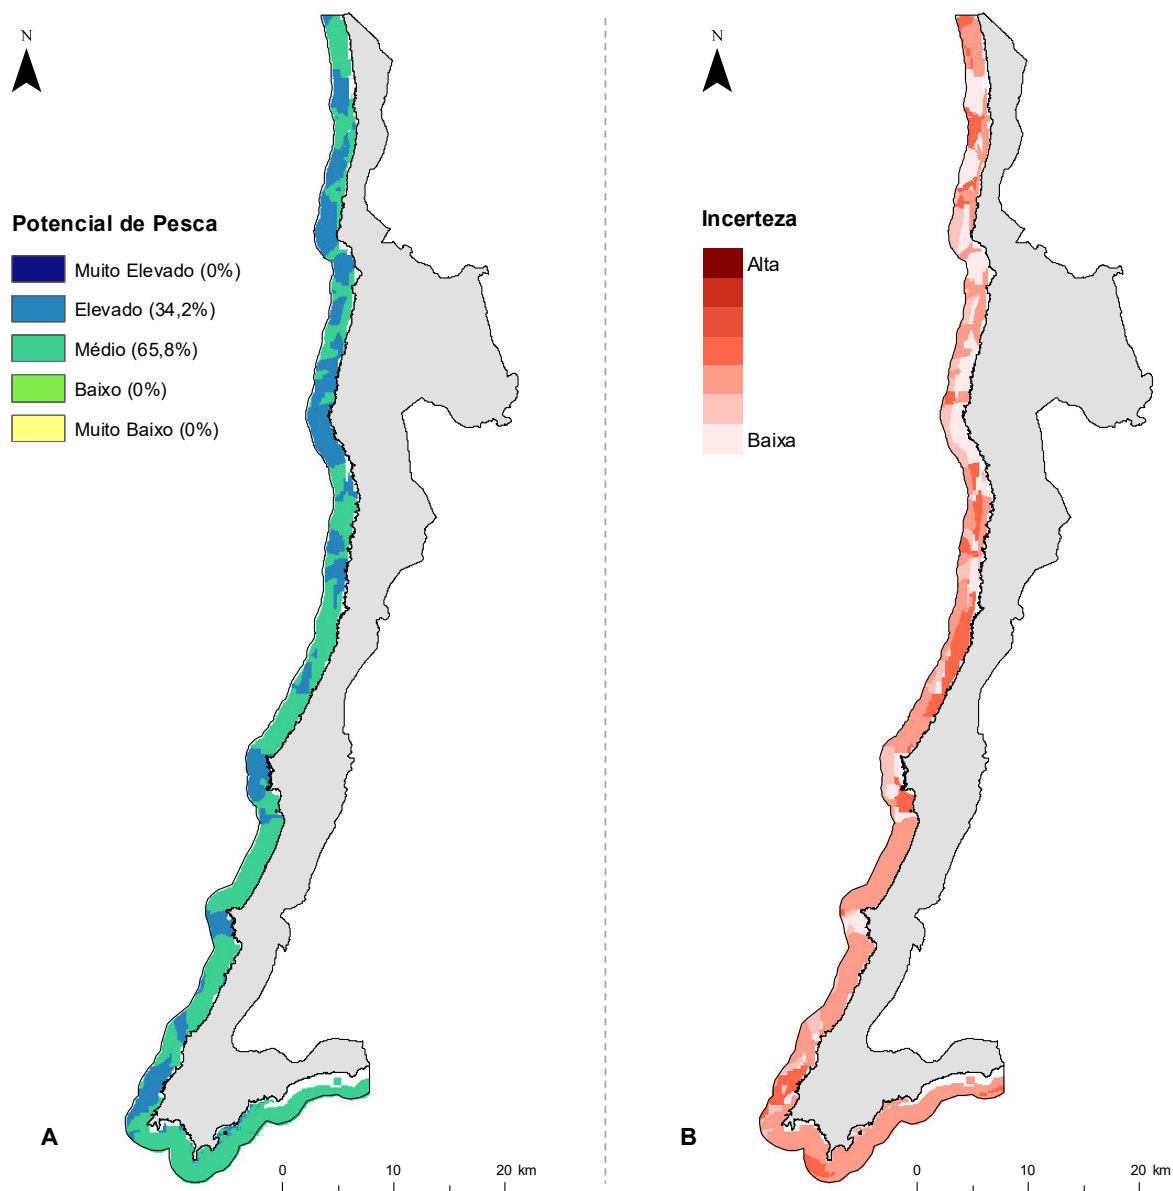 N
Potencial de Pesca
Muito Elevado (0%)
Elevado (34,2%)
Médio (65,8%)
Baixo (0%)
Muito Baixo (0%)
A
0 10 20 km
N
Incerteza
Alta
Baixa
B
0 10 20 km